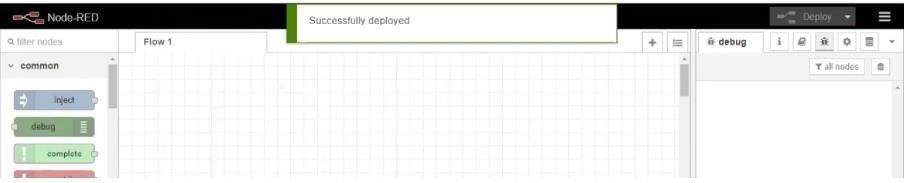 Node-RED
Successfully deployed
Deploy
filter nodes
Flow 1
debug
i
all nodes
common
inject
debug
complete